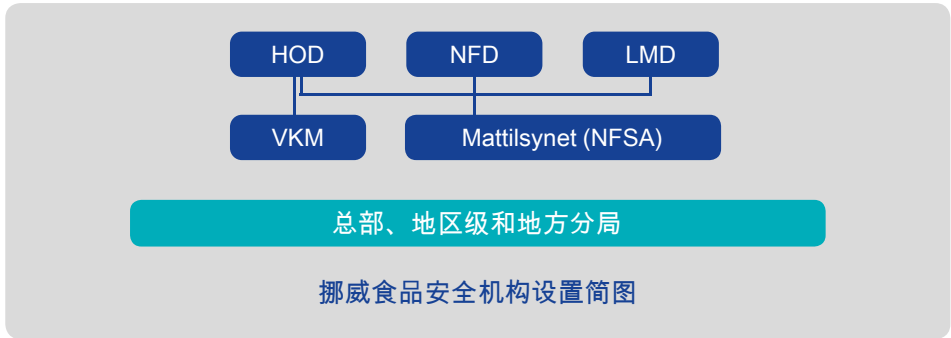 HOD
NFD
LMD
VKM
Mattilsynet (NFSA)
总部、地区级和地方分局
挪威食品安全机构设置简图